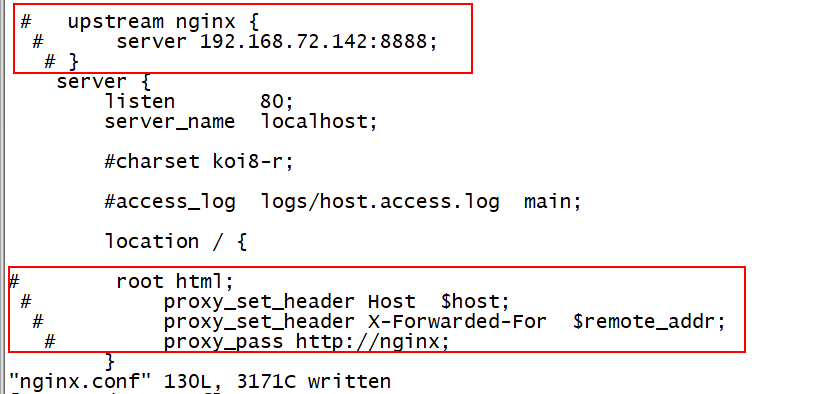 #   upstream nginx {
#      server 192.168.72.142:8888;
# }
server {
listen       80;
server_name  localhost;
#charset koi8-r;
#access_log  logs/host.access.log  main;
location / {
#        root html;
#           proxy_set_header Host  $host;
#          proxy_set_header X-Forwarded-For  $remote_addr;
#         proxy_pass http://nginx;
}
"nginx.conf" 130L, 3171C written